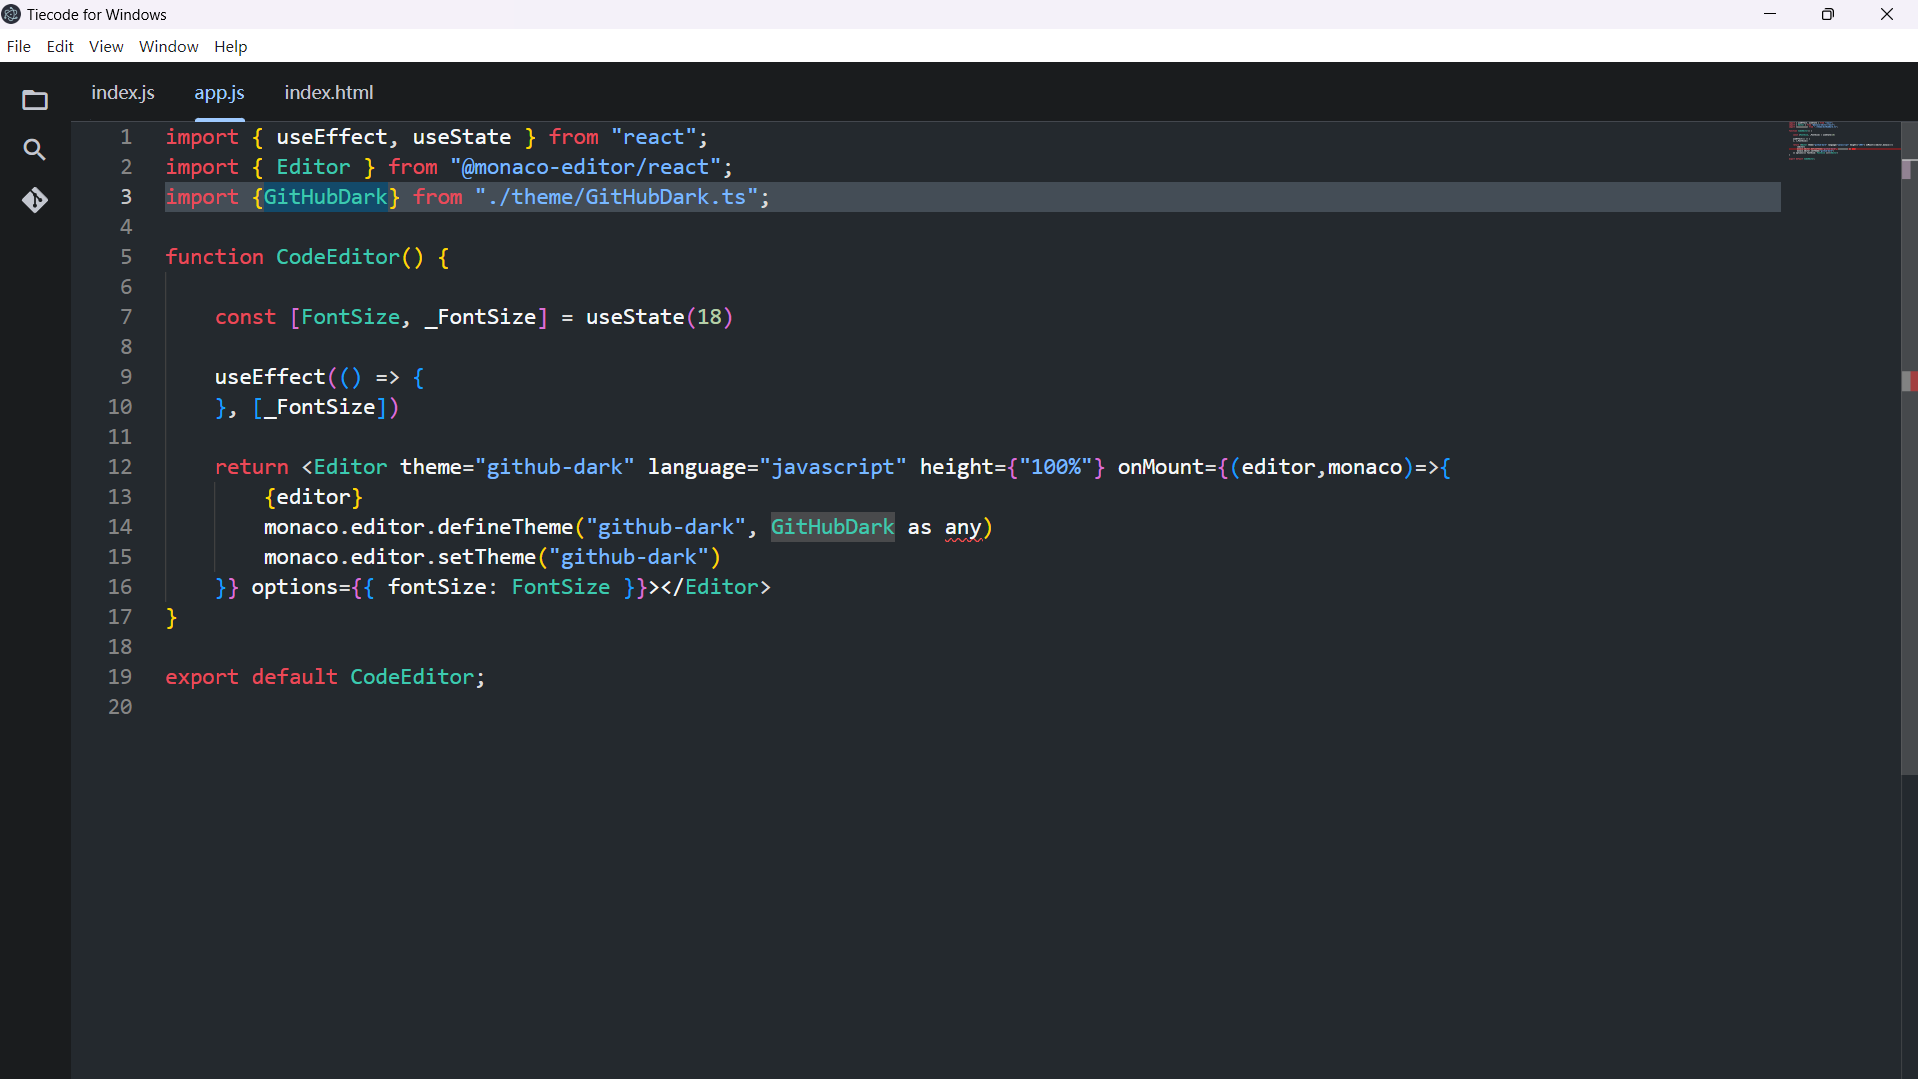 Tiecode for Windows
File Edit View Window Help
index.js app.js index.html
1 import { useEffect, useState } from "react";
2 import { Editor } from "@monaco-editor/react";
3 import {GitHubDark} from "./theme/GitHubDark.ts";
4
5 function CodeEditor() {
6
7     const [FontSize, _FontSize] = useState(18)
8
9     useEffect(() => {
10     }, [_FontSize])
11
12     return <Editor theme="github-dark" language="javascript" height={"100%"} onMount={(editor,monaco)=>{
13         {editor}
14         monaco.editor.defineTheme("github-dark", GitHubDark as any)
15         monaco.editor.setTheme("github-dark")
16     }} options={{ fontSize: FontSize }}></Editor>
17 }
18
19 export default CodeEditor;
20